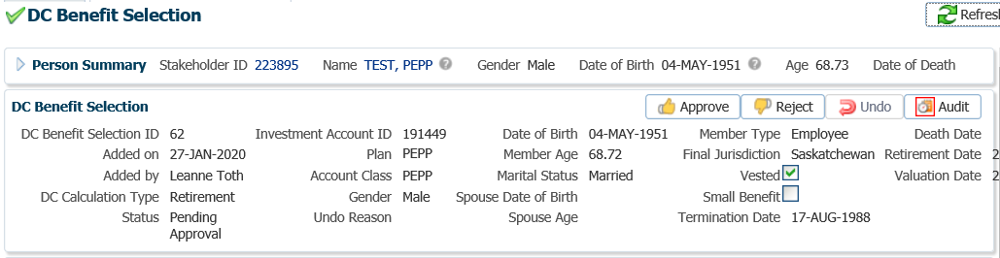 DC Benefit Selection
Refresh
Person Summary Stakeholder ID 223895 Name TEST, PEPP Gender Male Date of Birth 04-MAY-1951 Age 68.73 Date of Death
DC Benefit Selection Approve Reject Undo Audit
DC Benefit Selection ID 62 Investment Account ID 191449 Date of Birth 04-MAY-1951 Member Type Employee Death Date
Added on 27-JAN-2020 Plan PEPP Member Age 68.72 Final Jurisdiction Saskatchewan Retirement Date 2
Added by Leanne Toth Account Class PEPP Marital Status Married Vested Valuation Date 2
DC Calculation Type Retirement Gender Male Spouse Date of Birth Small Benefit
Status Pending Undo Reason Spouse Age Termination Date 17-AUG-1988
Approval